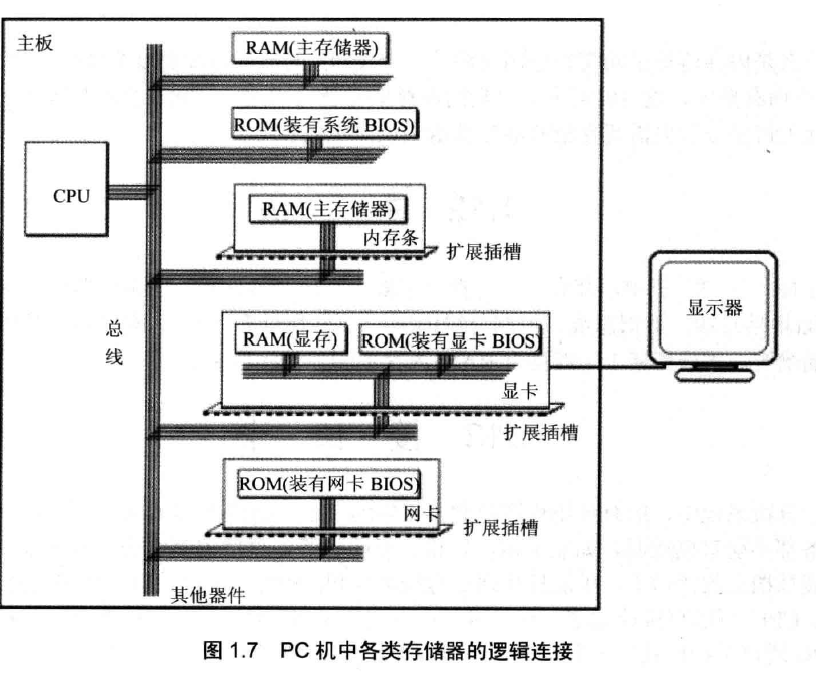 主板
RAM(主存储器)
ROM(装有系统 BIOS)
CPU
RAM(主存储器)
内存条
扩展插槽
总线
RAM(显存)
ROM(装有显卡 BIOS)
显卡
扩展插槽
显示器
ROM(装有网卡 BIOS)
网卡
扩展插槽
其他器件
图 1.7 PC 机中各类存储器的逻辑连接